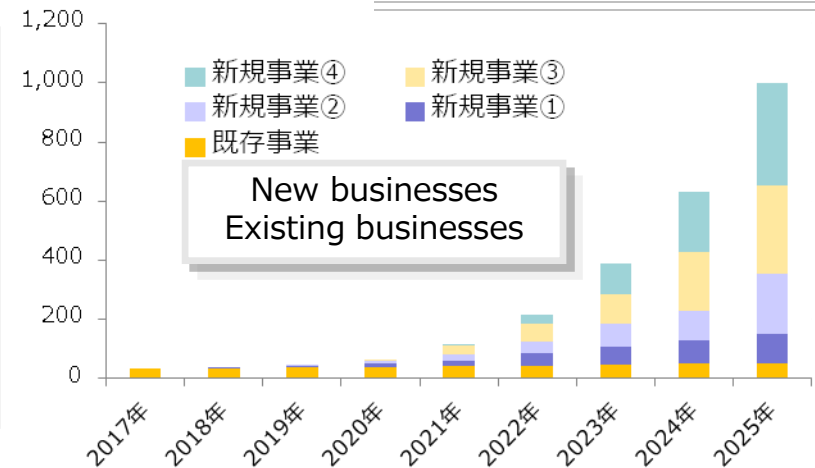 1,200
1,000
800
600
400
200
0
新規事業④ 新規事業③
新規事業② 新規事業①
既存事業
New businesses
Existing businesses
2017年 2018年 2019年 2020年 2021年 2022年 2023年 2024年 2025年